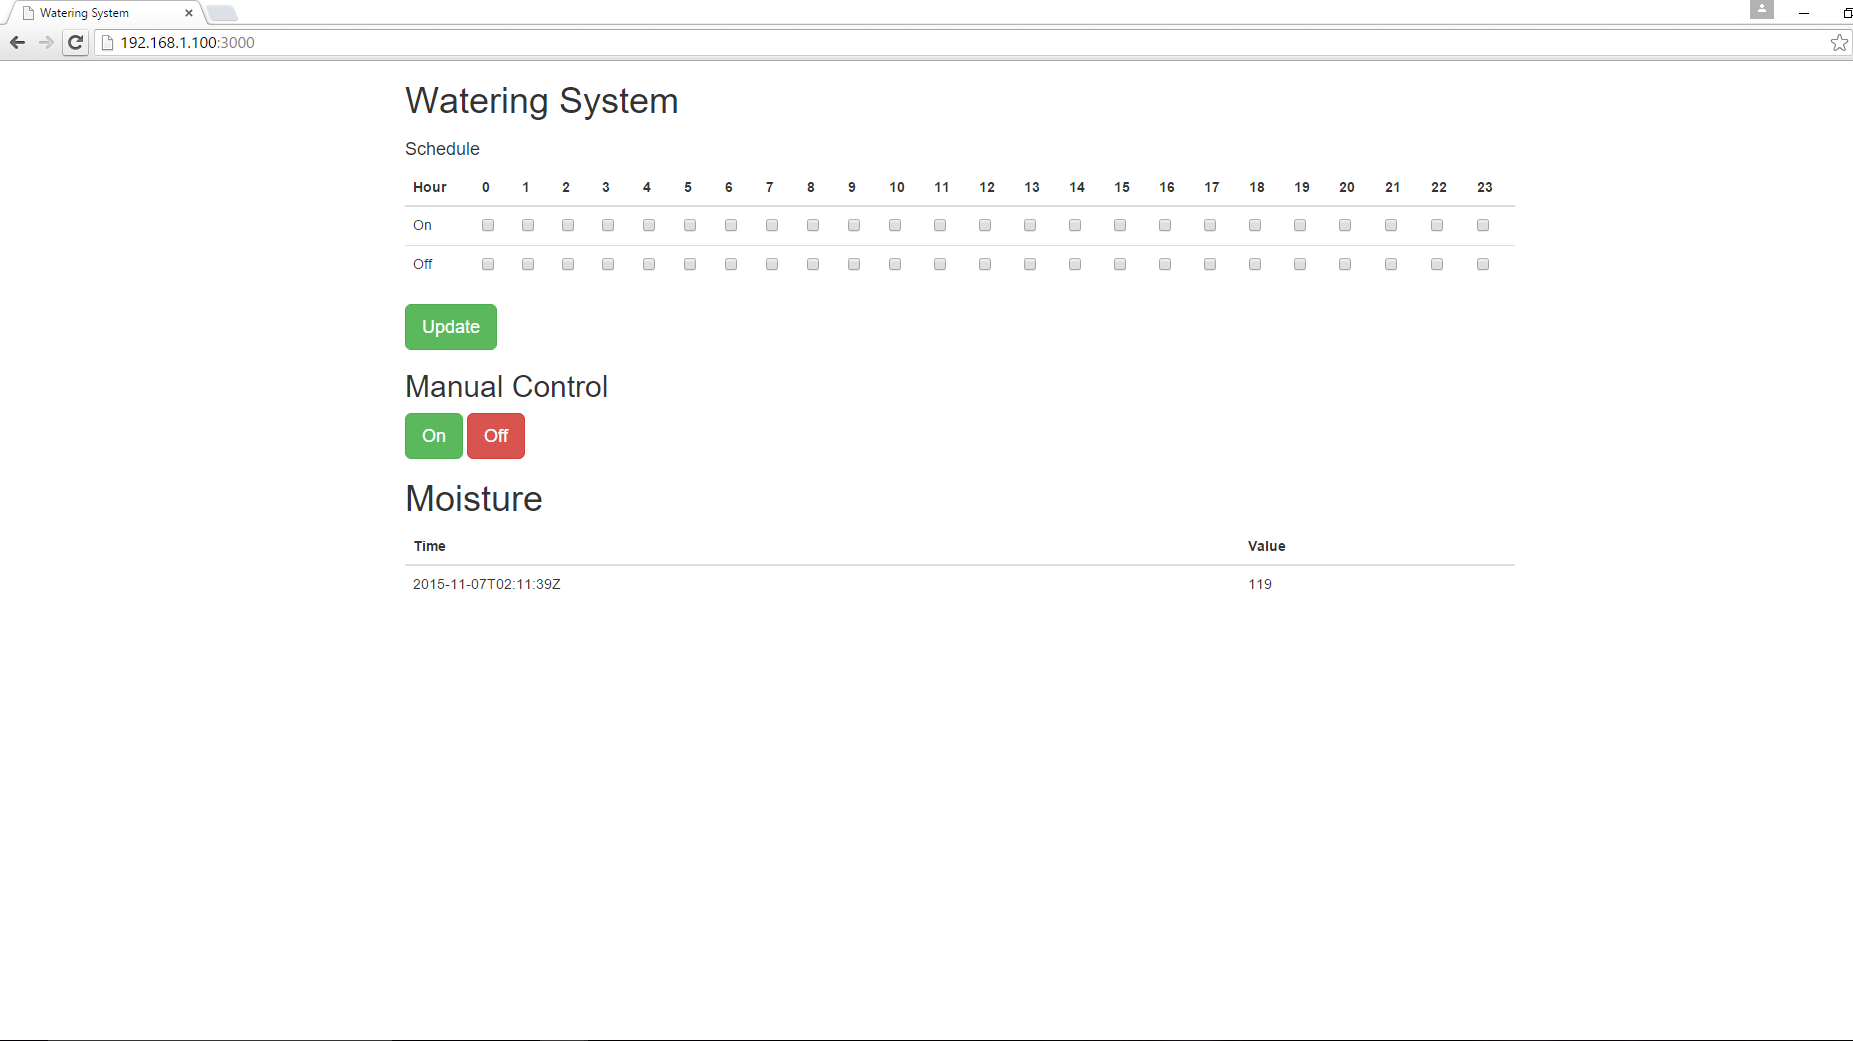 Watering System
192.168.1.100:3000
Watering System
Schedule
Hour 0 1 2 3 4 5 6 7 8 9 10 11 12 13 14 15 16 17 18 19 20 21 22 23
On
Off
Update
Manual Control
On Off
Moisture
Time Value
2015-11-07T02:11:39Z 119